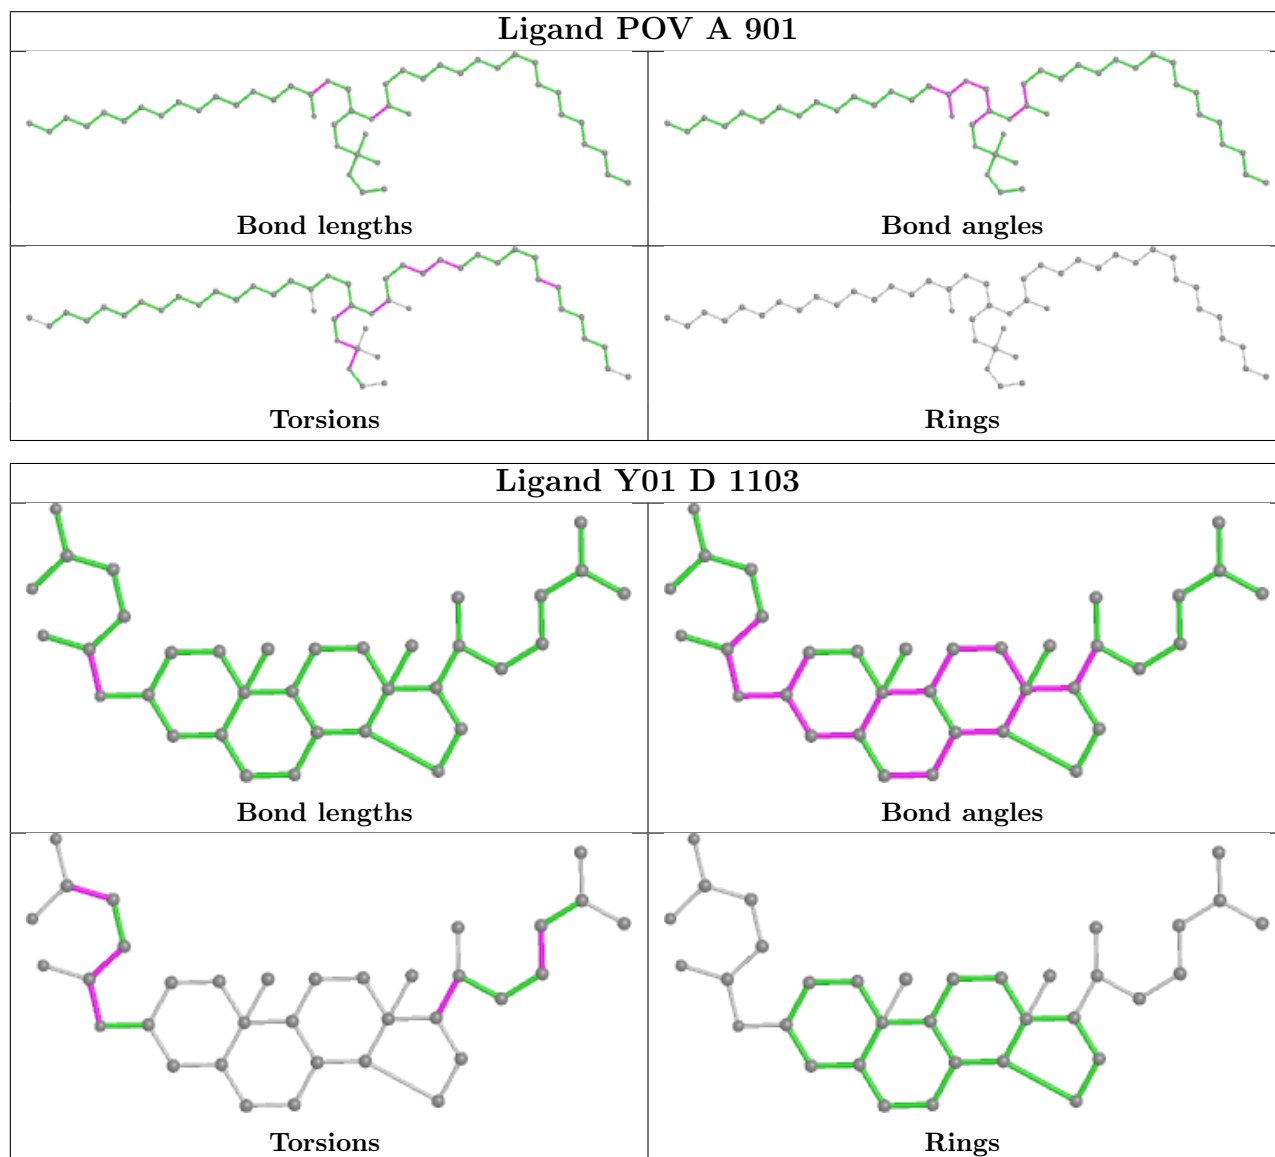 Ligand POV A 901
Bond lengths
Bond angles
Torsions
Rings
Ligand Y01 D 1103
Bond lengths
Bond angles
Torsions
Rings